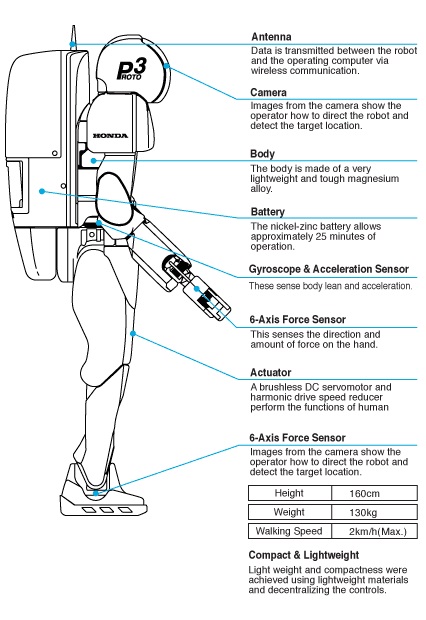 P3
PROTO
HONDA
Antenna
Data is transmitted between the robot
and the operating computer via
wireless communication.
Camera
Images from the camera show the
operator how to direct the robot and
detect the target location.
Body
The body is made of a very
lightweight and tough magnesium
alloy.
Battery
The nickel-zinc battery allows
approximately 25 minutes of
operation.
Gyroscope & Acceleration Sensor
These sense body lean and acceleration.
6-Axis Force Sensor
This senses the direction and
amount of force on the hand.
Actuator
A brushless DC servomotor and
harmonic drive speed reducer
perform the functions of human
6-Axis Force Sensor
Images from the camera show the
operator how to direct the robot and
detect the target location.
Height 160cm
Weight 130kg
Walking Speed 2km/h(Max.)
Compact & Lightweight
Light weight and compactness were
achieved using lightweight materials
and decentralizing the controls.